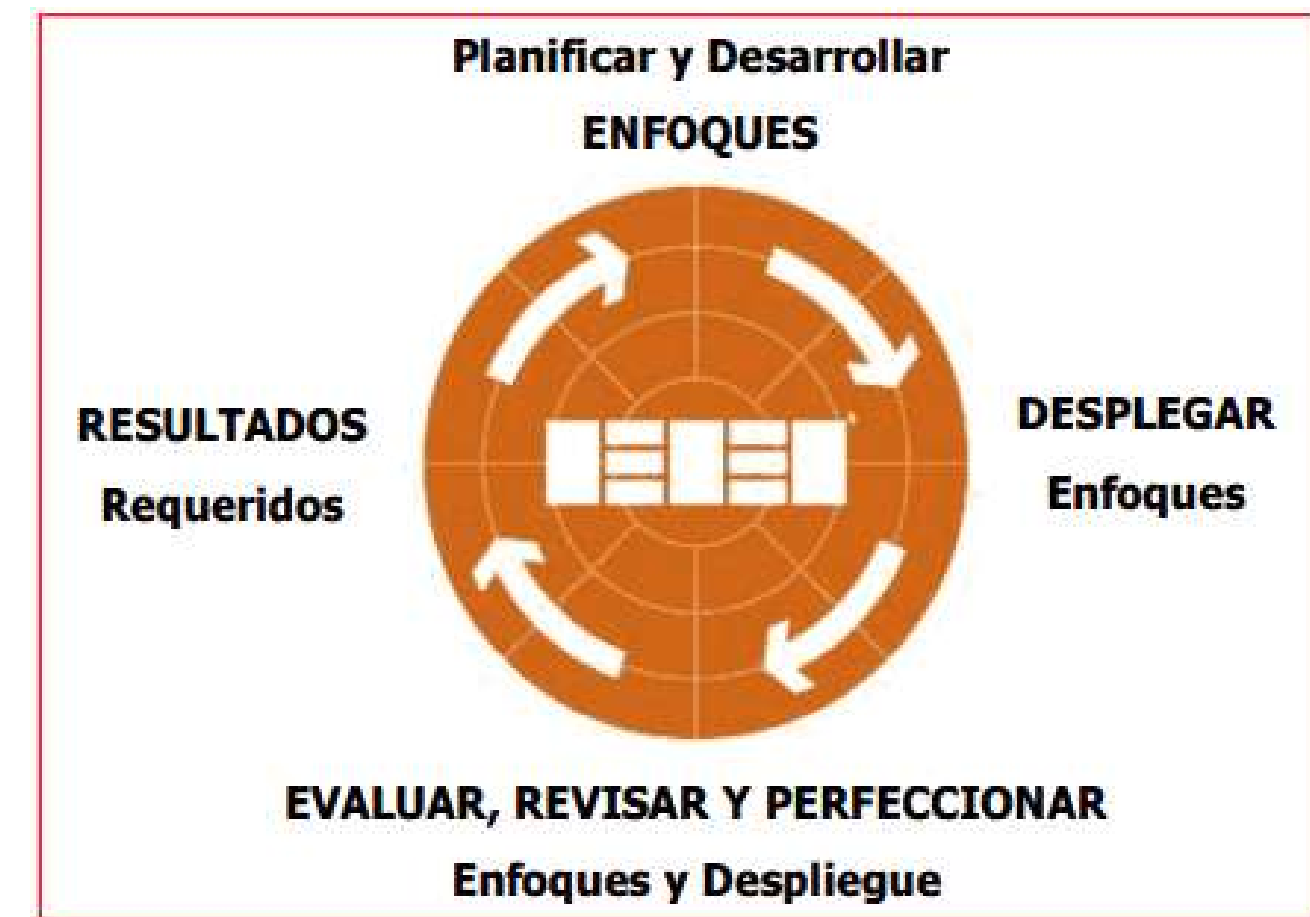 Planificar y Desarrollar
ENFOQUES
RESULTADOS
Requeridos
DESPLEGAR
Enfoques
EVALUAR, REVISAR Y PERFECCIONAR
Enfoques y Despliegue